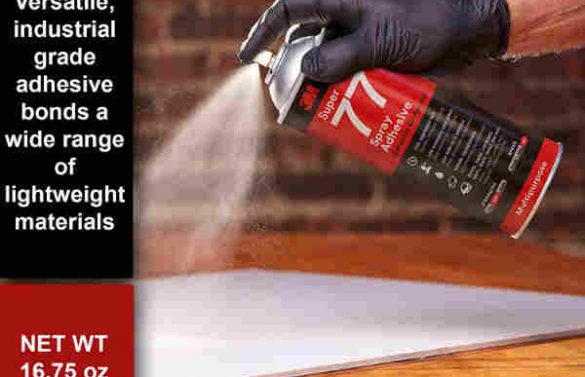 versatile,
industrial
grade
adhesive
bonds a
wide range
of
lightweight
materials
NET WT
16.75 oz
3M
Super
77
Spray
Adhesive
Multipurpose